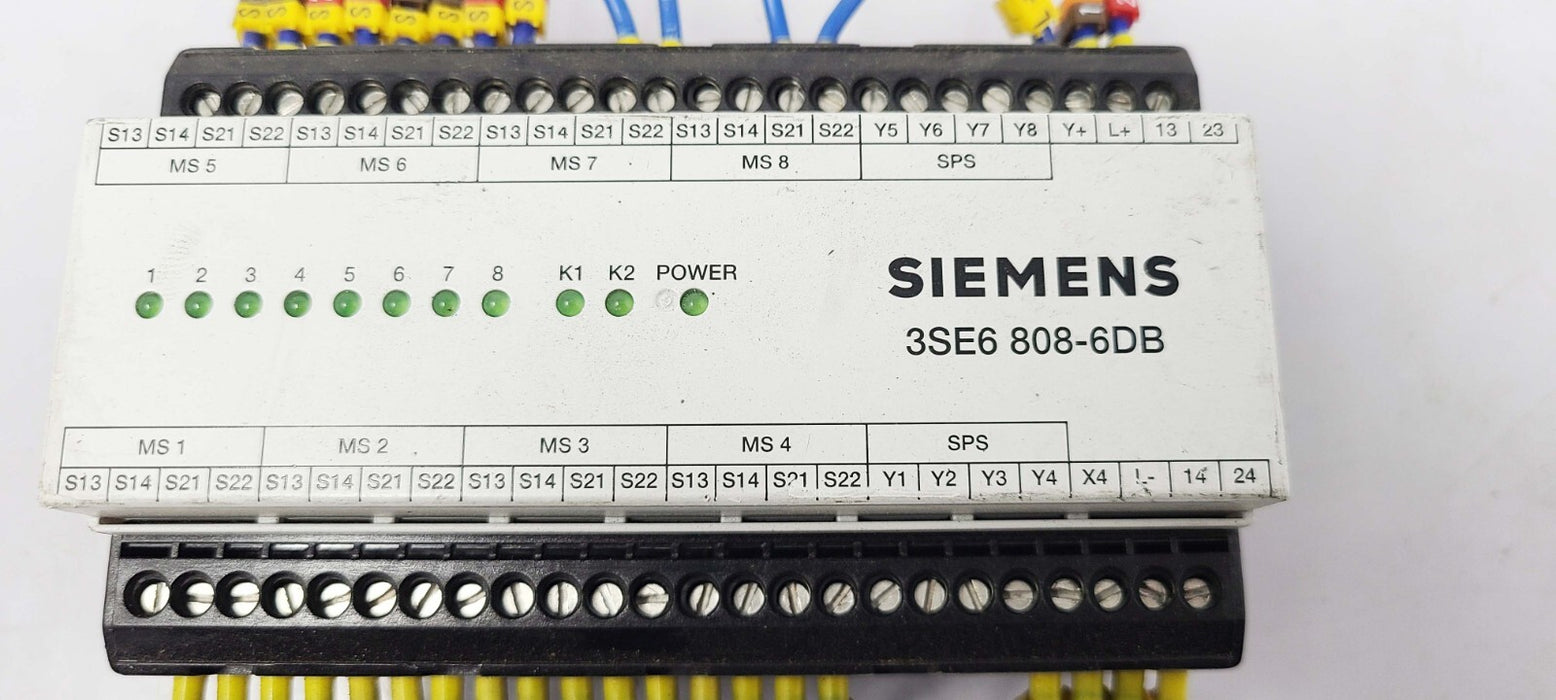 S13 S14 S21 S22 S13 S14 S21 S22 S13 S14 S21 S22 S13 S14 S21 S22 Y5 Y6 Y7 Y8 Y+ L+ 13 23
MS 5 MS 6 MS 7 MS 8 SPS
1 2 3 4 5 6 7 8 K1 K2 POWER
SIEMENS
3SE6 808-6DB
MS 1 MS 2 MS 3 MS 4 SPS
S13 S14 S21 S22 S13 S14 S21 S22 S13 S14 S21 S22 S13 S14 S21 S22 Y1 Y2 Y3 Y4 X4 L- 14 24